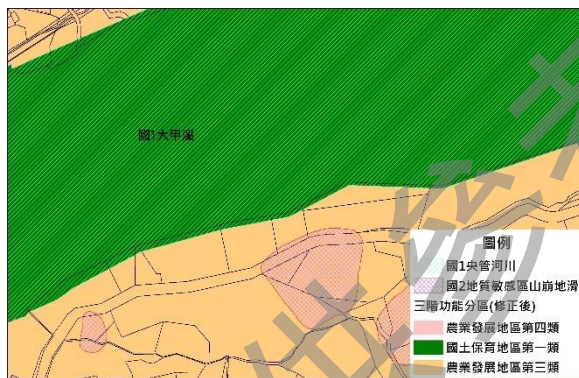 國1大甲溪
圖例
國1央管河川
國2地質敏感區山崩地滑
三階功能分區(修正後)
農業發展地區第四類
國土保育地區第一類
農業發展地區第三類